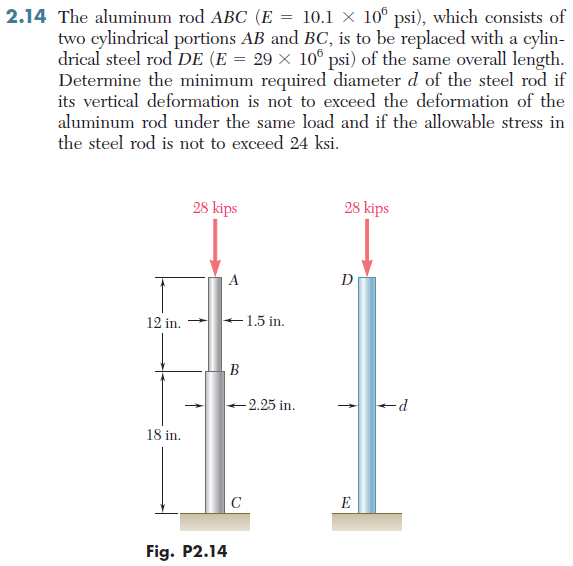 2.14 The aluminum rod ABC (E = 10.1 × 10⁶ psi), which consists of
two cylindrical portions AB and BC, is to be replaced with a cylin-
drical steel rod DE (E = 29 × 10⁶ psi) of the same overall length.
Determine the minimum required diameter d of the steel rod if
its vertical deformation is not to exceed the deformation of the
aluminum rod under the same load and if the allowable stress in
the steel rod is not to exceed 24 ksi.
28 kips
28 kips
A
D
12 in.
1.5 in.
B
2.25 in.
d
18 in.
C
E
Fig. P2.14